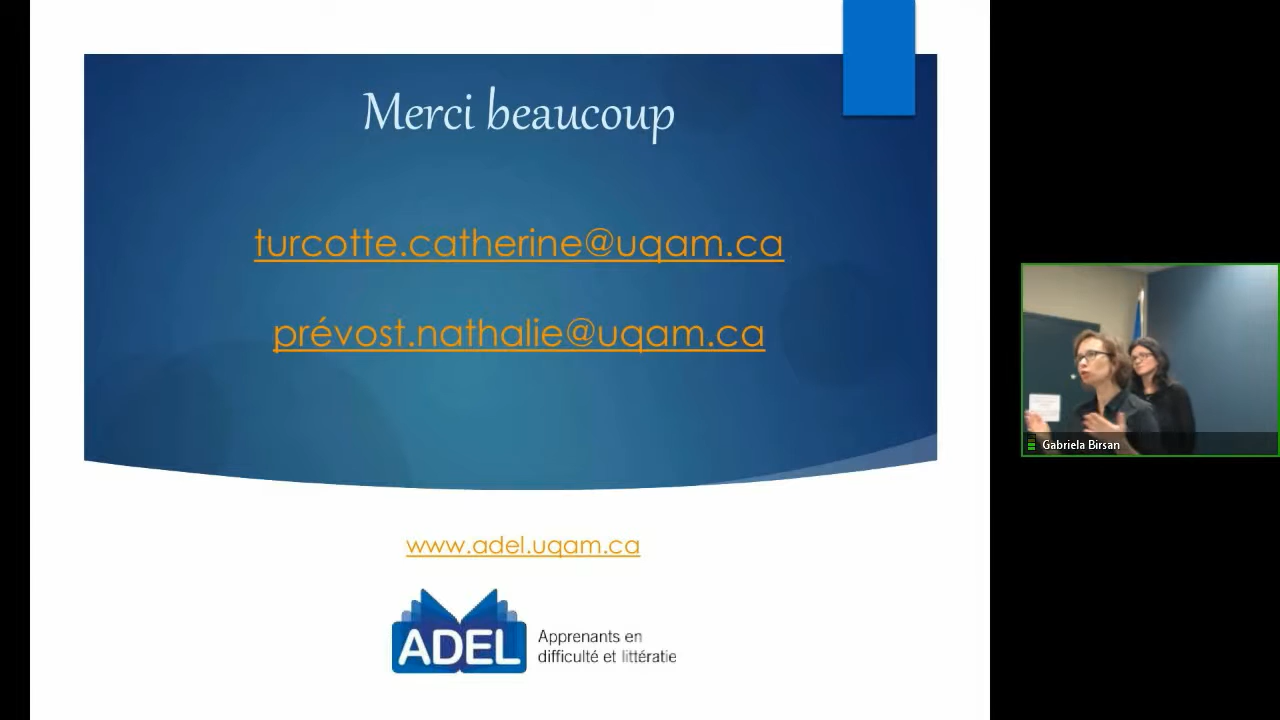 Merci beaucoup
turcotte.catherine@uqam.ca
prévost.nathalie@uqam.ca
www.adel.uqam.ca
ADEL
Apprenants en
difficulté et littératie
Gabriela Birsan